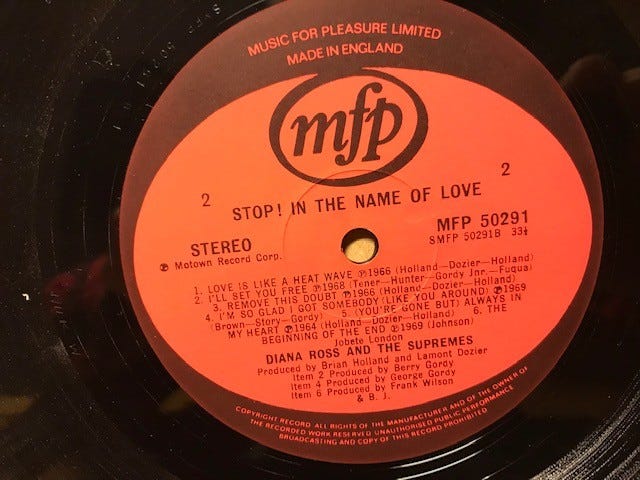 MUSIC FOR PLEASURE LIMITED
MADE IN ENGLAND
mfp
2
2
STOP! IN THE NAME OF LOVE
STEREO
MFP 50291
SMFP 50291B 33⅓
℗ Motown Record Corp.
1. LOVE IS LIKE A HEAT WAVE ℗1966 (Holland—Dozier—Holland)
2. I'LL SET YOU FREE ℗1968 (Tener—Hunter—Gordy Jnr.—Fuqua)
3. REMOVE THIS DOUBT ℗1966 (Holland—Dozier—Holland)
4. I'M SO GLAD I GOT SOMEBODY (LIKE YOU AROUND) ℗1969
(Brown—Story—Gordy) 5. (YOU'RE GONE BUT) ALWAYS IN
MY HEART ℗1964 (Holland—Dozier—Holland) 6. THE
BEGINNING OF THE END ℗1969 (Johnson)
Jobete London
DIANA ROSS AND THE SUPREMES
Produced by Brian Holland and Lamont Dozier
Item 2 Produced by Berry Gordy
Item 4 Produced by George Gordy
Item 6 Produced by Frank Wilson
& B. J.
COPYRIGHT RECORD ALL RIGHTS OF THE MANUFACTURER AND OF THE OWNER OF
THE RECORDED WORK RESERVED UNAUTHORISED PUBLIC PERFORMANCE
BROADCASTING AND COPY OF THIS RECORD PROHIBITED